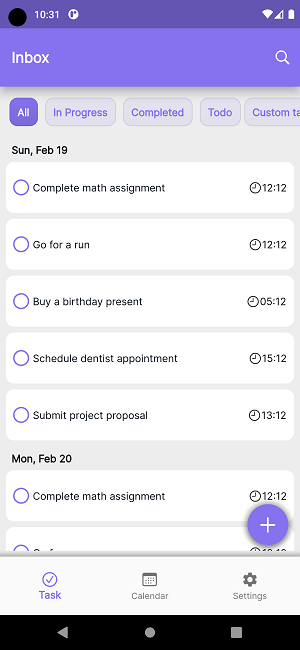 10:31
Inbox
All In Progress Completed Todo Custom ta
Sun, Feb 19
Complete math assignment 12:12
Go for a run 12:12
Buy a birthday present 05:12
Schedule dentist appointment 15:12
Submit project proposal 13:12
Mon, Feb 20
Complete math assignment 12:12
Task Calendar Settings